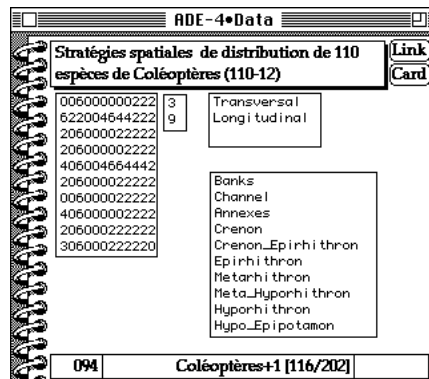 ADE-4•Data
Stratégies spatiales de distribution de 110
espèces de Coléoptères (110-12)
Link
Card
006000000222
622004644222
206000022222
206000002222
406004664442
206000022222
006000022222
406000002222
206000222222
306000222220
3
9
Transversal
Longitudinal
Banks
Channel
Annexes
Crenon
Crenon_Epirhithron
Epirhithron
Metarhithron
Meta_Hyporhithron
Hyporhithron
Hypo_Epipotamon
094
Coléoptères+1 [116/202]